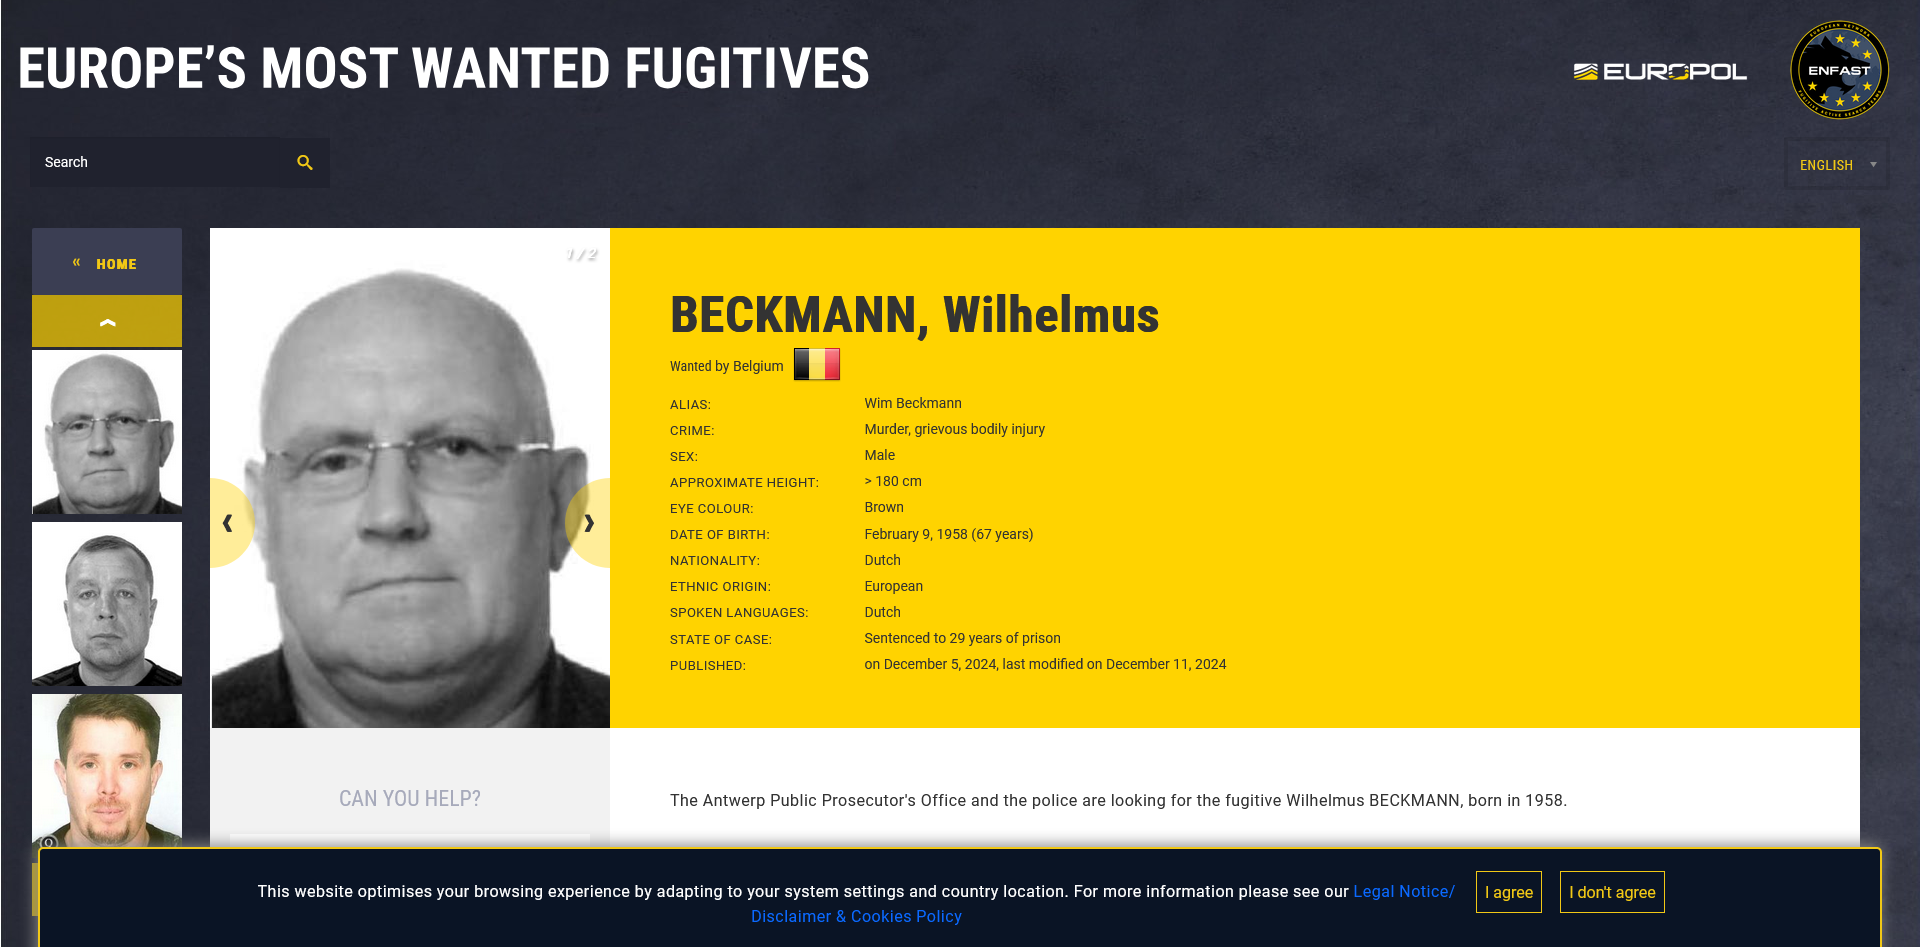 EUROPE’S MOST WANTED FUGITIVES
EUROPOL
ENFAST
Search
ENGLISH
« HOME
1 / 2
BECKMANN, Wilhelmus
Wanted by Belgium
ALIAS: Wim Beckmann
CRIME: Murder, grievous bodily injury
SEX: Male
APPROXIMATE HEIGHT: > 180 cm
EYE COLOUR: Brown
DATE OF BIRTH: February 9, 1958 (67 years)
NATIONALITY: Dutch
ETHNIC ORIGIN: European
SPOKEN LANGUAGES: Dutch
STATE OF CASE: Sentenced to 29 years of prison
PUBLISHED: on December 5, 2024, last modified on December 11, 2024
CAN YOU HELP?
The Antwerp Public Prosecutor's Office and the police are looking for the fugitive Wilhelmus BECKMANN, born in 1958.
This website optimises your browsing experience by adapting to your system settings and country location. For more information please see our Legal Notice/
Disclaimer & Cookies Policy
I agree
I don't agree